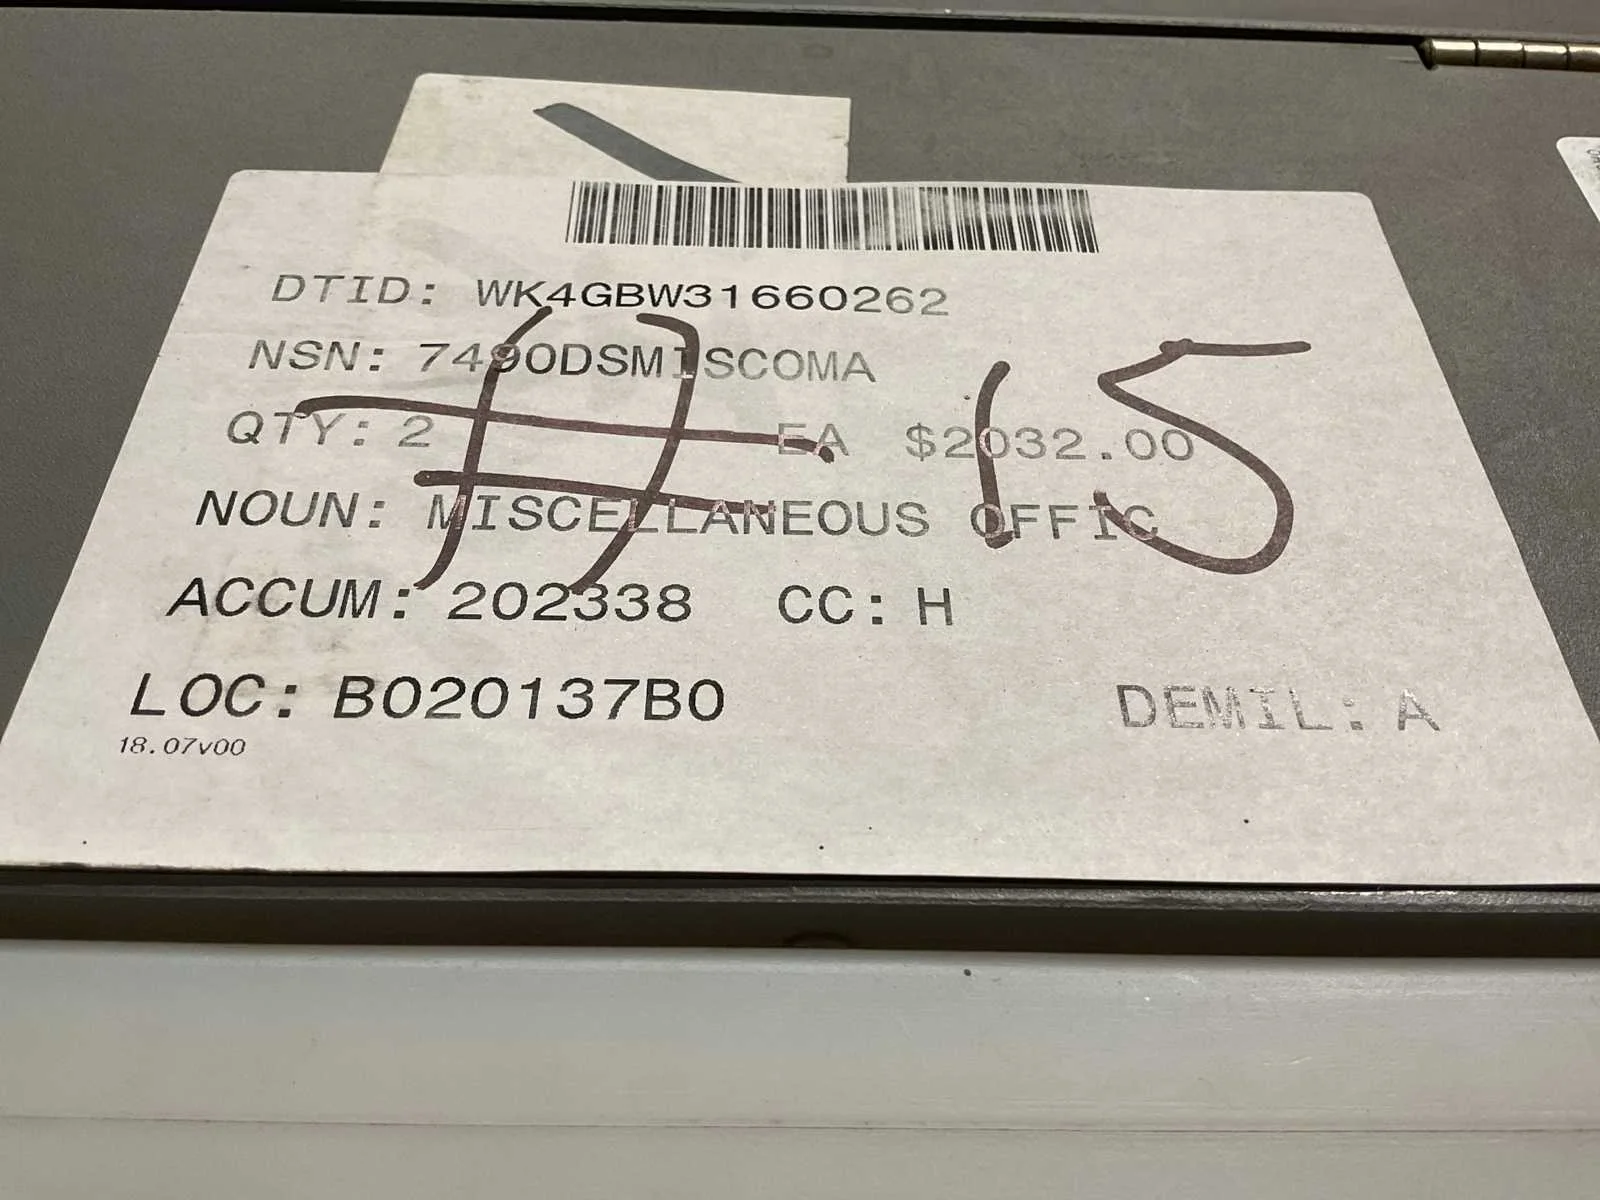 DTID: WK4GBW31660262
NSN: 7490DSMISCOMA
QTY: 2 EA $2032.00
NOUN: MISCELLANEOUS OFFIC
ACCUM: 202338 CC: H
LOC: B020137B0 DEMIL: A
18.07v00
#15